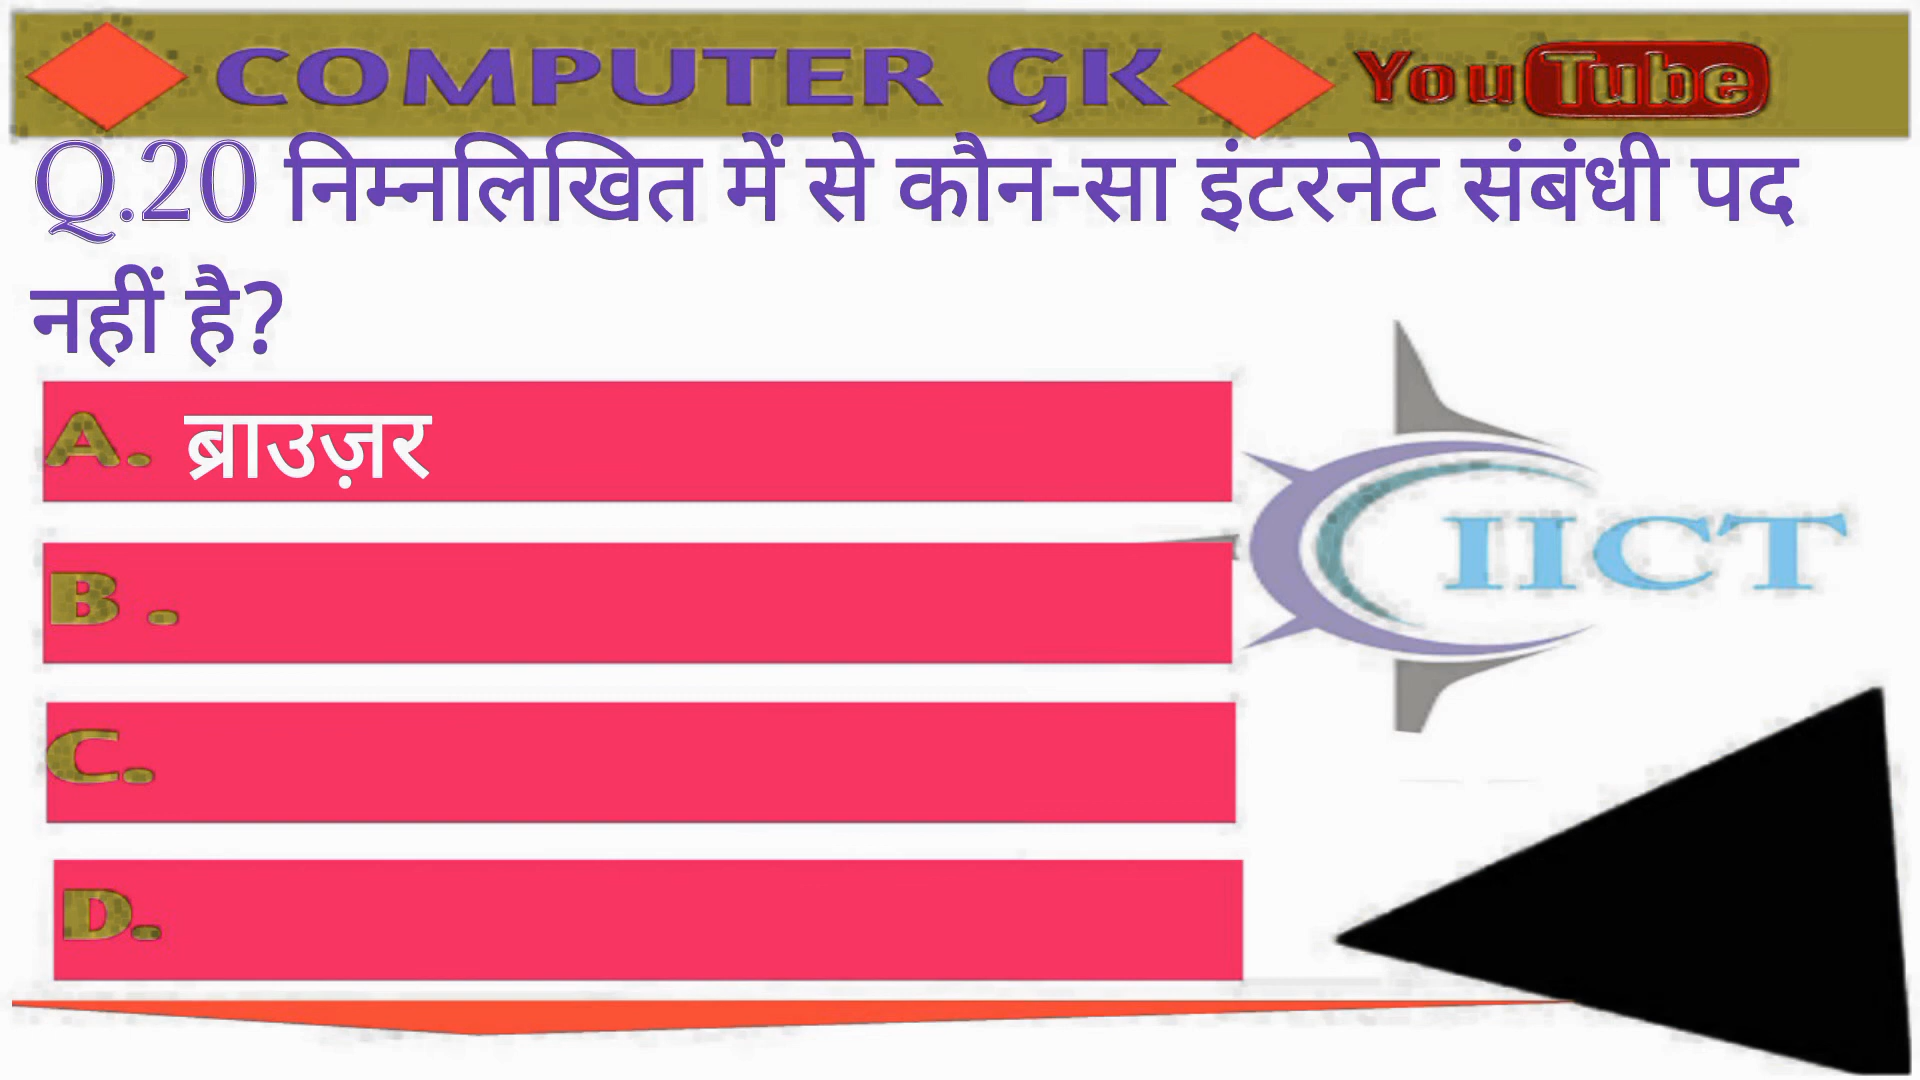 COMPUTER GK YouTube
Q.20 निम्नलिखित में से कौन-सा इंटरनेट संबंधी पद
नहीं है?
A. ब्राउज़र
B .
IICT
C.
D.